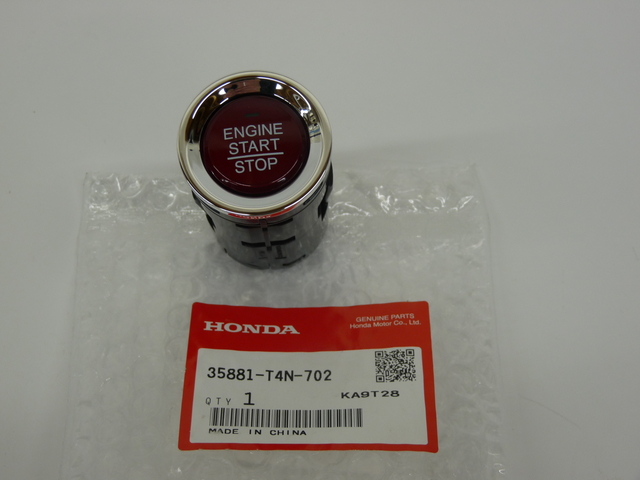 ENGINE
START
STOP
HONDA
GENUINE PARTS
Honda Motor Co., Ltd.
35881-T4N-702
QTY 1
KA9T28
MADE IN CHINA